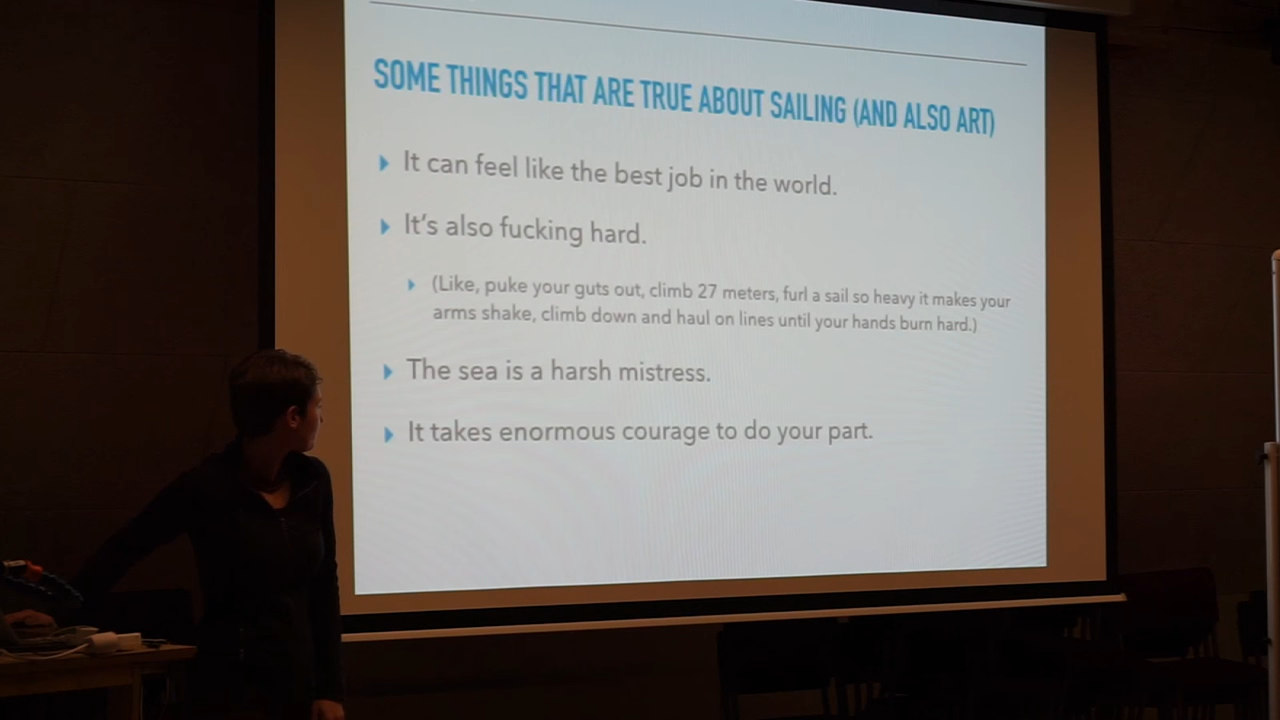 SOME THINGS THAT ARE TRUE ABOUT SAILING (AND ALSO ART)
It can feel like the best job in the world.
It's also fucking hard.
(Like, puke your guts out, climb 27 meters, furl a sail so heavy it makes your
arms shake, climb down and haul on lines until your hands burn hard.)
The sea is a harsh mistress.
It takes enormous courage to do your part.